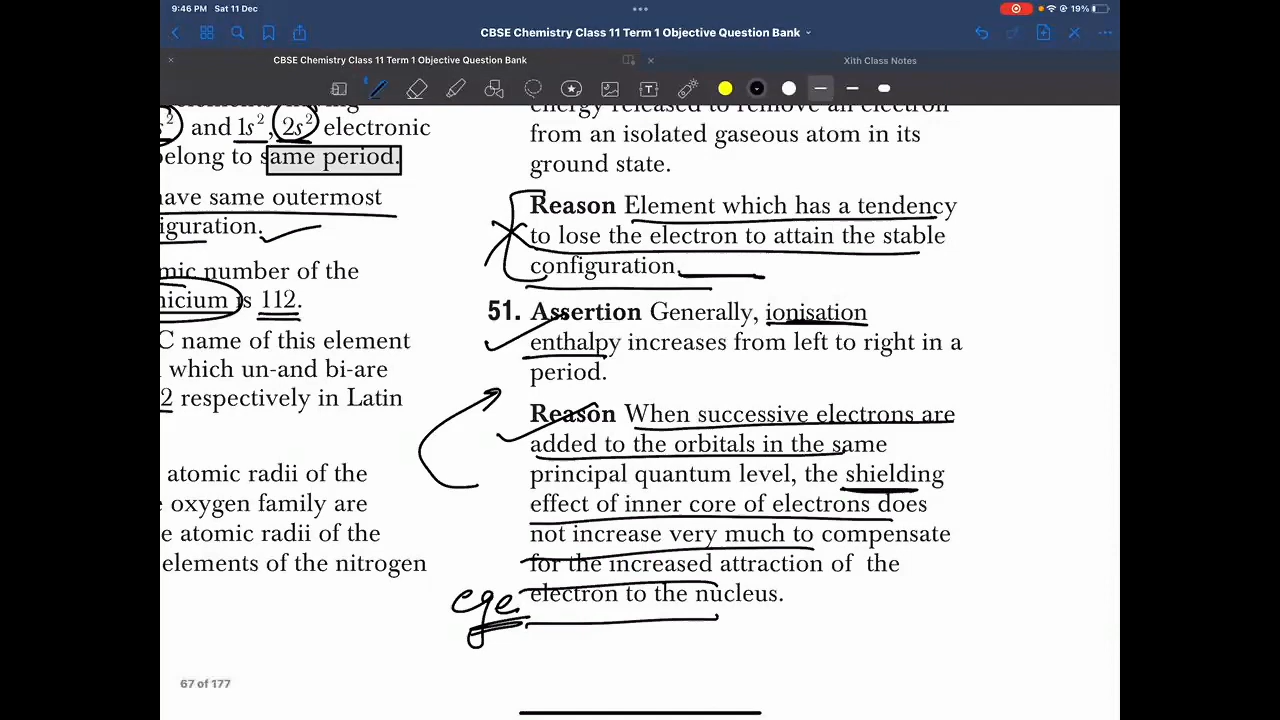 9:46 PM Sat 11 Dec
19%
CBSE Chemistry Class 11 Term 1 Objective Question Bank
CBSE Chemistry Class 11 Term 1 Objective Question Bank
Xith Class Notes
s² and 1s², 2s² electronic
elong to same period.
have same outermost
iguration.
mic number of the
nicium is 112.
C name of this element
which un-and bi-are
2 respectively in Latin
atomic radii of the
oxygen family are
e atomic radii of the
elements of the nitrogen
energy released to remove an electron
from an isolated gaseous atom in its
ground state.
Reason Element which has a tendency
to lose the electron to attain the stable
configuration.
51. Assertion Generally, ionisation
enthalpy increases from left to right in a
period.
Reason When successive electrons are
added to the orbitals in the same
principal quantum level, the shielding
effect of inner core of electrons does
not increase very much to compensate
for the increased attraction of the
electron to the nucleus.
67 of 177